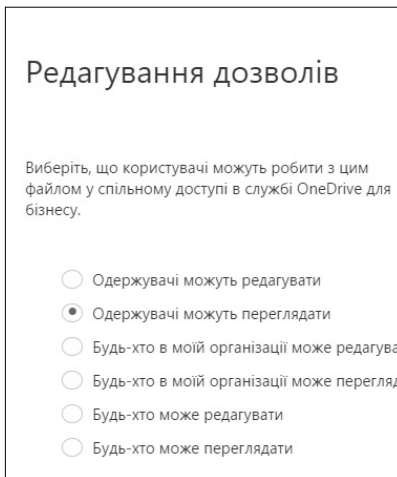 Редагування дозволів
Виберіть, що користувачі можуть робити з цим
файлом у спільному доступі в службі OneDrive для
бізнесу.
Одержувачі можуть редагувати
Одержувачі можуть переглядати
Будь-хто в моїй організації може
Будь-хто в моїй організації може
Будь-хто може редагувати
Будь-хто може переглядати